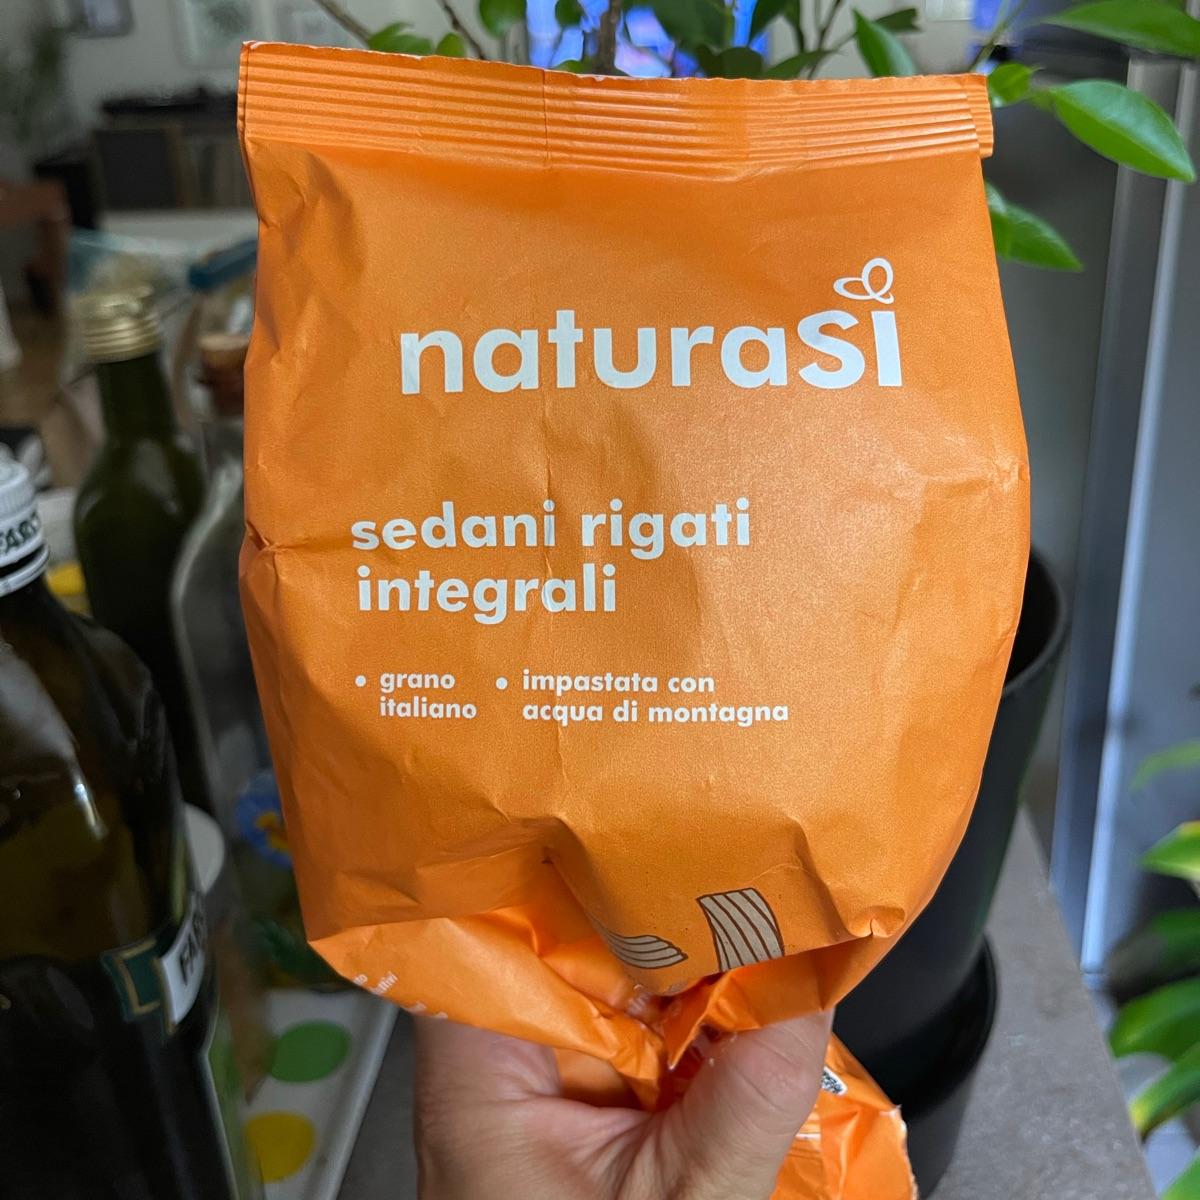 naturasì
sedani rigati
integrali
• grano
italiano
• impastata con
acqua di montagna